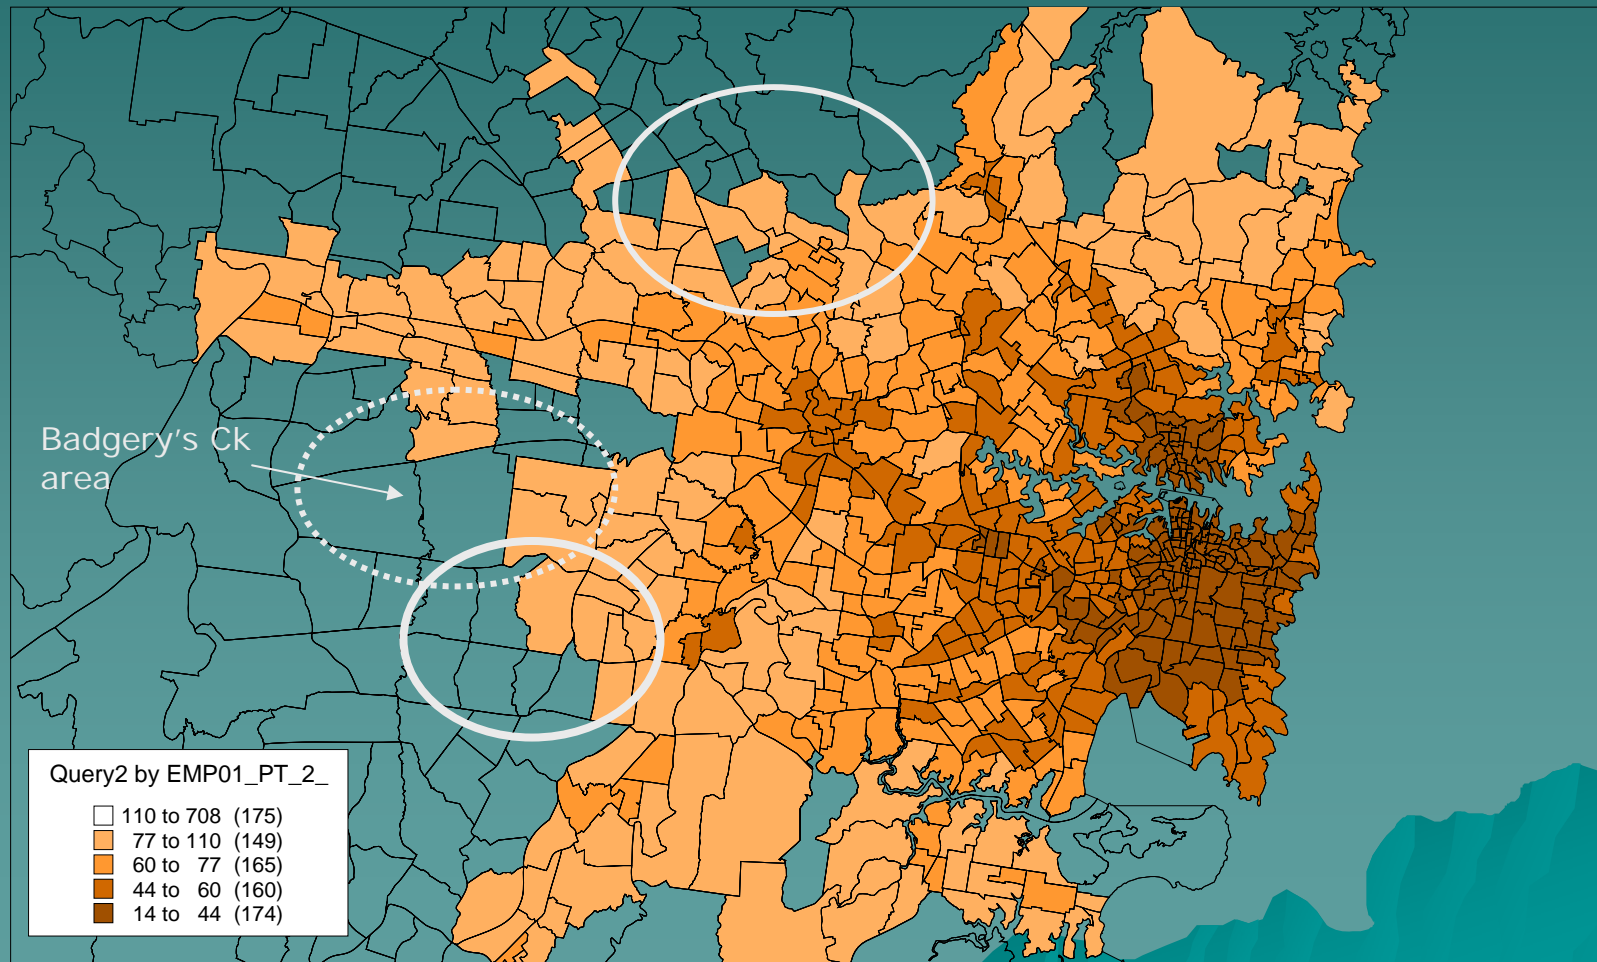 Badgery's Ck
area
Query2 by EMP01_PT_2_
110 to 708 (175)
77 to 110 (149)
60 to 77 (165)
44 to 60 (160)
14 to 44 (174)